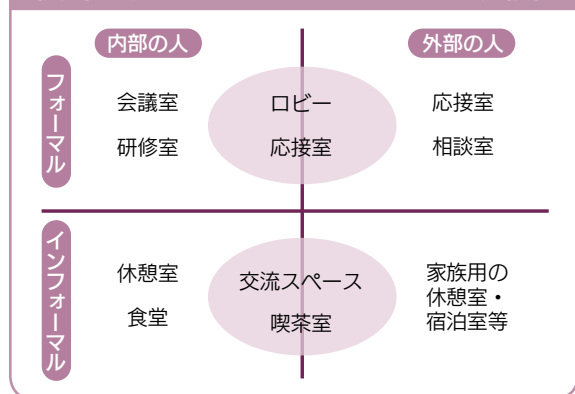 内部の人
外部の人
フォーマル
会議室
ロビー
応接室
研修室
応接室
相談室
インフォーマル
休憩室
交流スペース
家族用の
休憩室・
宿泊室等
食堂
喫茶室